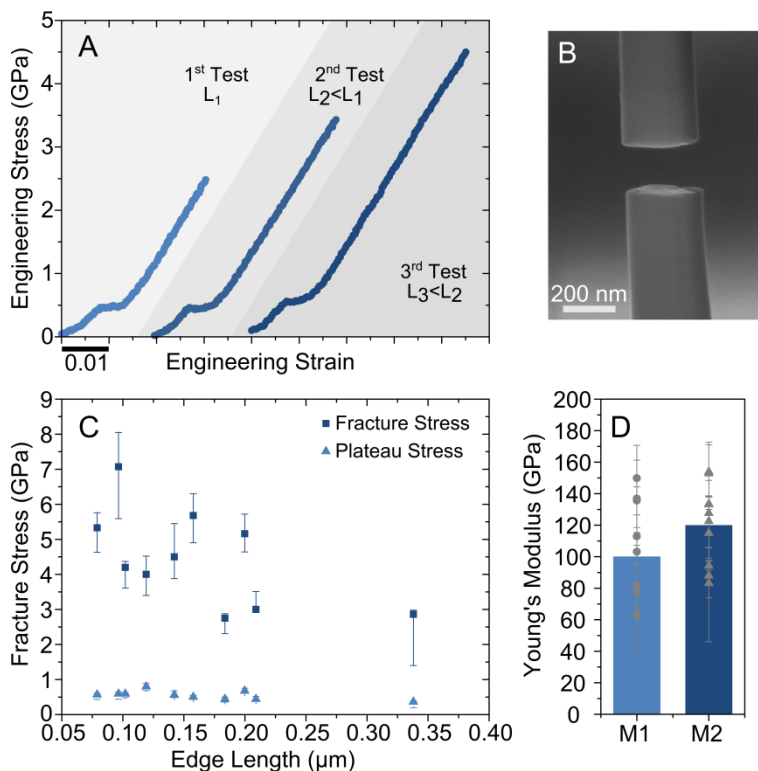 A
1st Test
L1
2nd Test
L2<L1
3rd Test
L3<L2
Engineering Stress (GPa)
5
4
3
2
1
0
0.01
Engineering Strain
B
200 nm
C
Fracture Stress
Plateau Stress
Fracture Stress (GPa)
9
8
7
6
5
4
3
2
1
0
0.05 0.10 0.15 0.20 0.25 0.30 0.35 0.40
Edge Length (µm)
D
Young's Modulus (GPa)
200
180
160
140
120
100
80
60
40
20
0
M1 M2